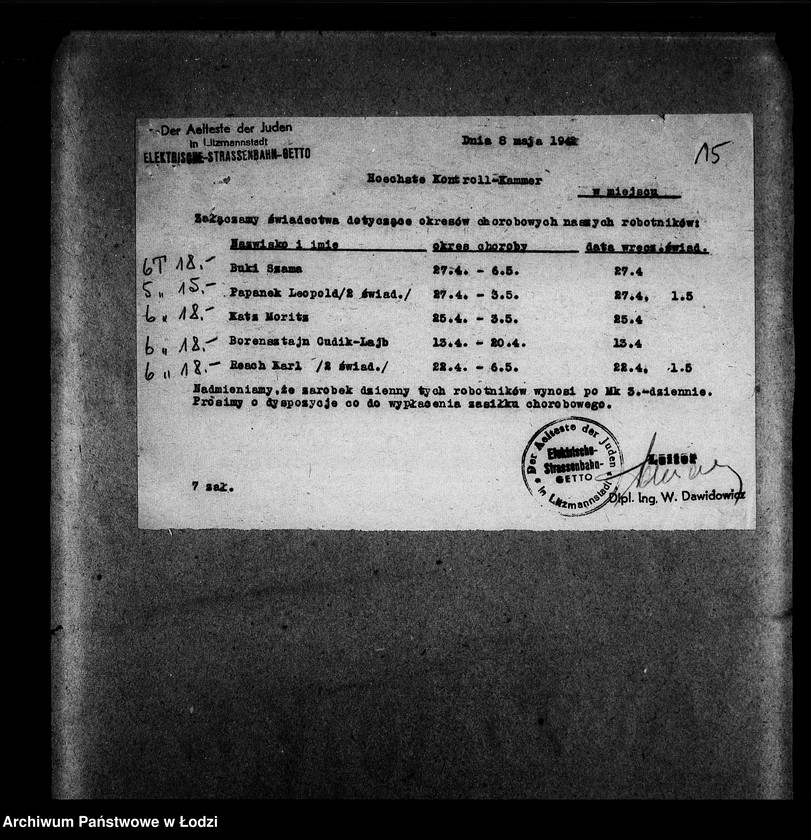 Der Aelteste der Juden
in Litzmannstadt
ELEKTRISCHE-STRASSENBAHN-GETTO
Dnia 8 maja 1942
15
Hoechste Kontroll-Kammer
w miejscu
Załączamy świadectwa dotyczące okresów chorobowych naszych robotników:
Nazwisko i imie okres choroby data wręcz.świad.
6T 18.- Buki Szama 27.4. - 6.5. 27.4
5 " 15.- Papanek Leopold/2 świad./ 27.4. - 3.5. 27.4. 1.5
6 " 18.- Katz Moritz 25.4. - 3.5. 25.4
6 " 18.- Borensztajn Cudik-Lajb 13.4. - 20.4. 13.4
6 " 18.- Reach Karl /2 świad./ 22.4. - 6.5. 22.4. 1.5
Nadmieniamy,że zarobek dzienny tych robotników wynosi po Mk 3.-dziennie.
Prosimy o dyspozycje co do wypłacenia zasiłku chorobowego.
Der Aelteste der Juden
Elektrische-
Strassenbahn-
GETTO
in Litzmannstadt
Leiter
Dipl. Ing. W. Dawidowicz
7 zał.
Archiwum Państwowe w Łodzi